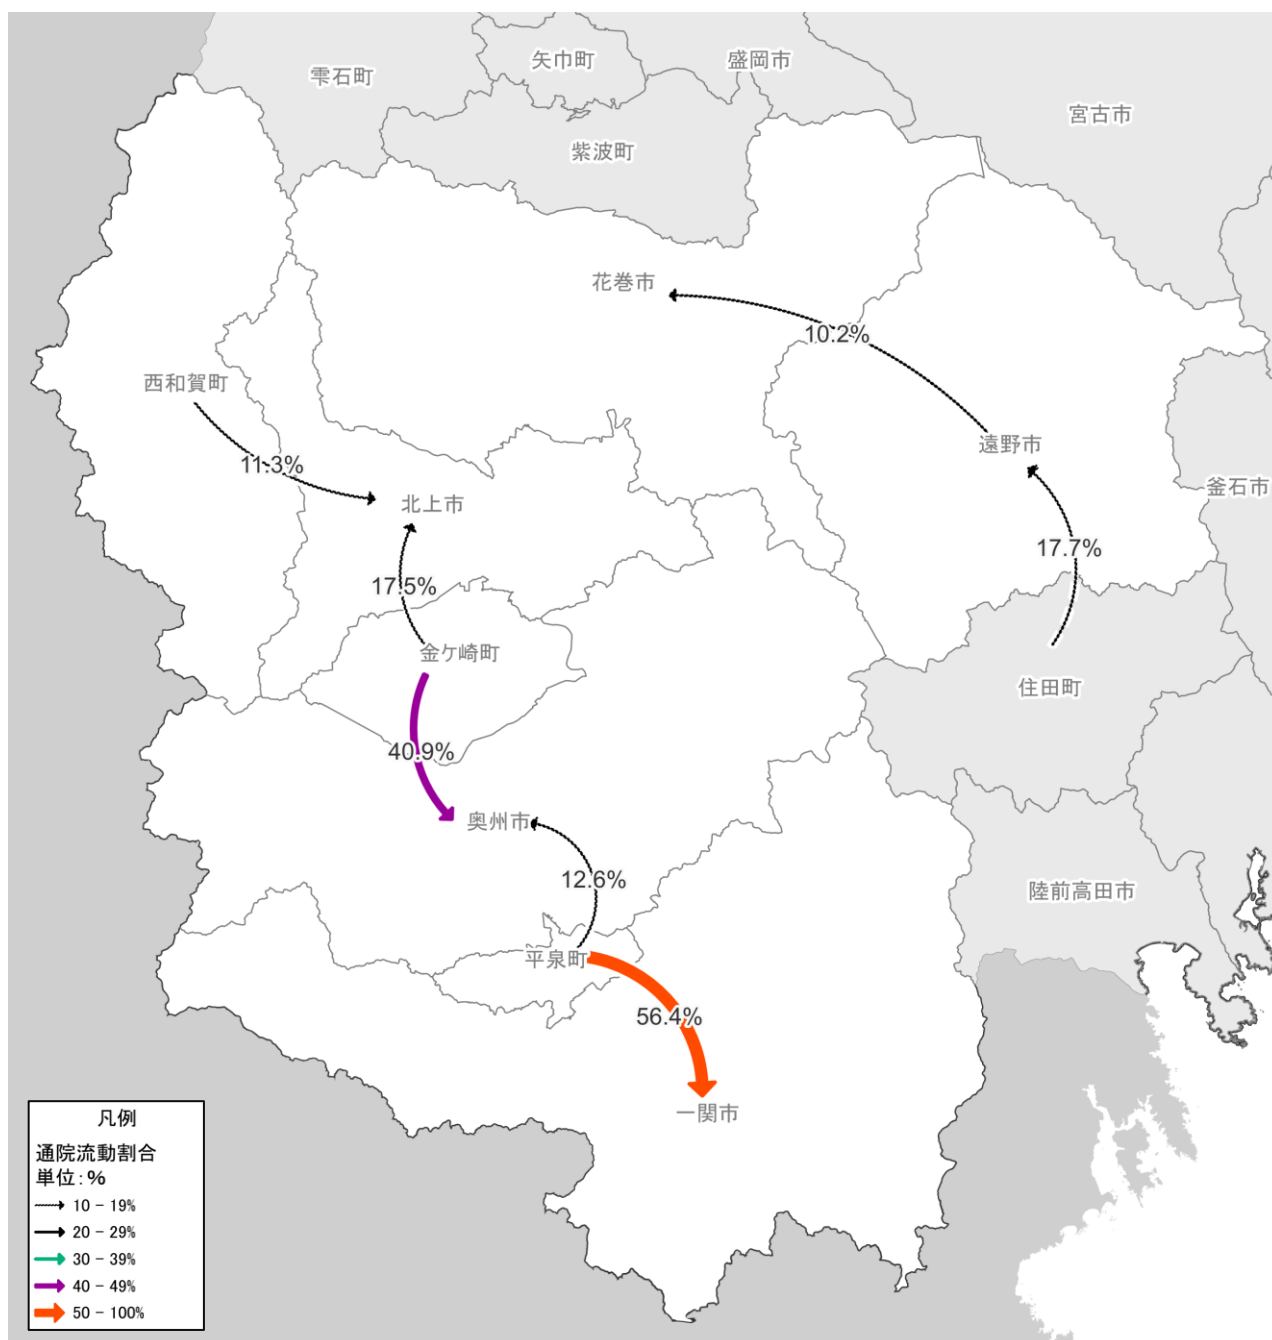 矢巾町
盛岡市
雫石町
宮古市
紫波町
花巻市
10.2%
西和賀町
遠野市
11.3%
釜石市
北上市
17.7%
17.5%
金ケ崎町
住田町
40.9%
奥州市
12.6%
陸前高田市
平泉町
56.4%
一関市
凡例
通院流動割合
単位：%
10 - 19%
20 - 29%
30 - 39%
40 - 49%
50 - 100%